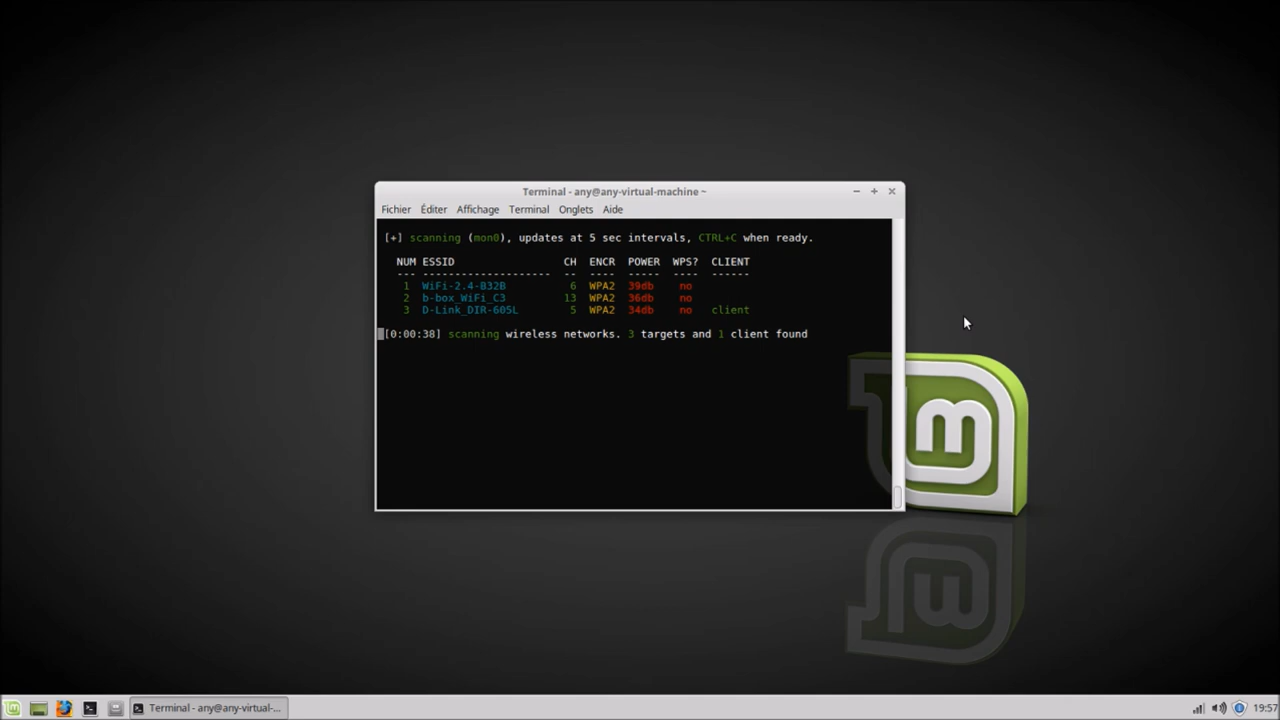 Terminal - any@any-virtual-machine ~
Fichier Éditer Affichage Terminal Onglets Aide
[+] scanning (mon0), updates at 5 sec intervals, CTRL+C when ready.
NUM ESSID CH ENCR POWER WPS? CLIENT
--- -------------------- -- ---- ----- ---- ------
1 WiFi-2.4-B32B 6 WPA2 39db no
2 b-box_WiFi_C3 13 WPA2 36db no
3 D-Link_DIR-605L 5 WPA2 34db no client
[0:00:38] scanning wireless networks. 3 targets and 1 client found
Terminal - any@any-virtual-...
19:57